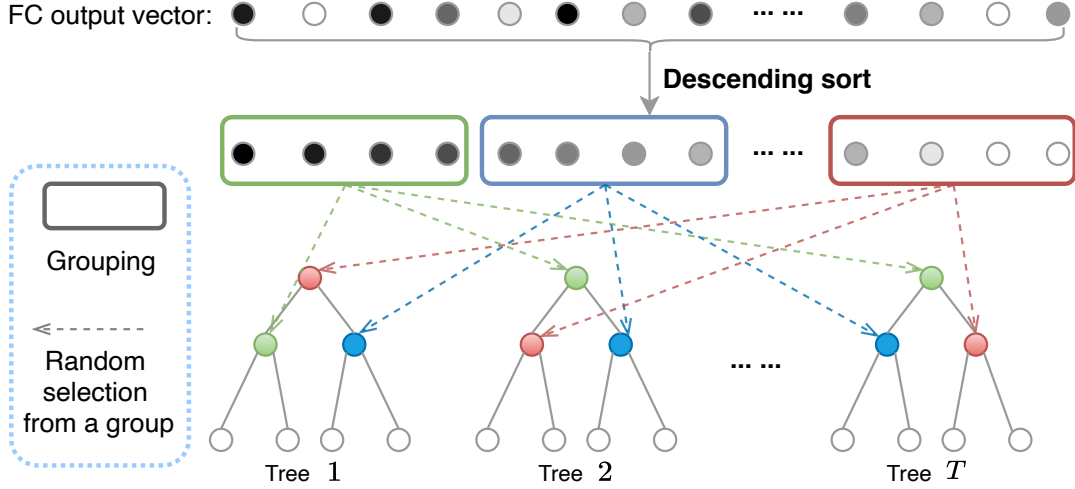 FC output vector:
... ...
Descending sort
... ...
Grouping
Random
selection
from a group
... ...
Tree 1
Tree 2
Tree T